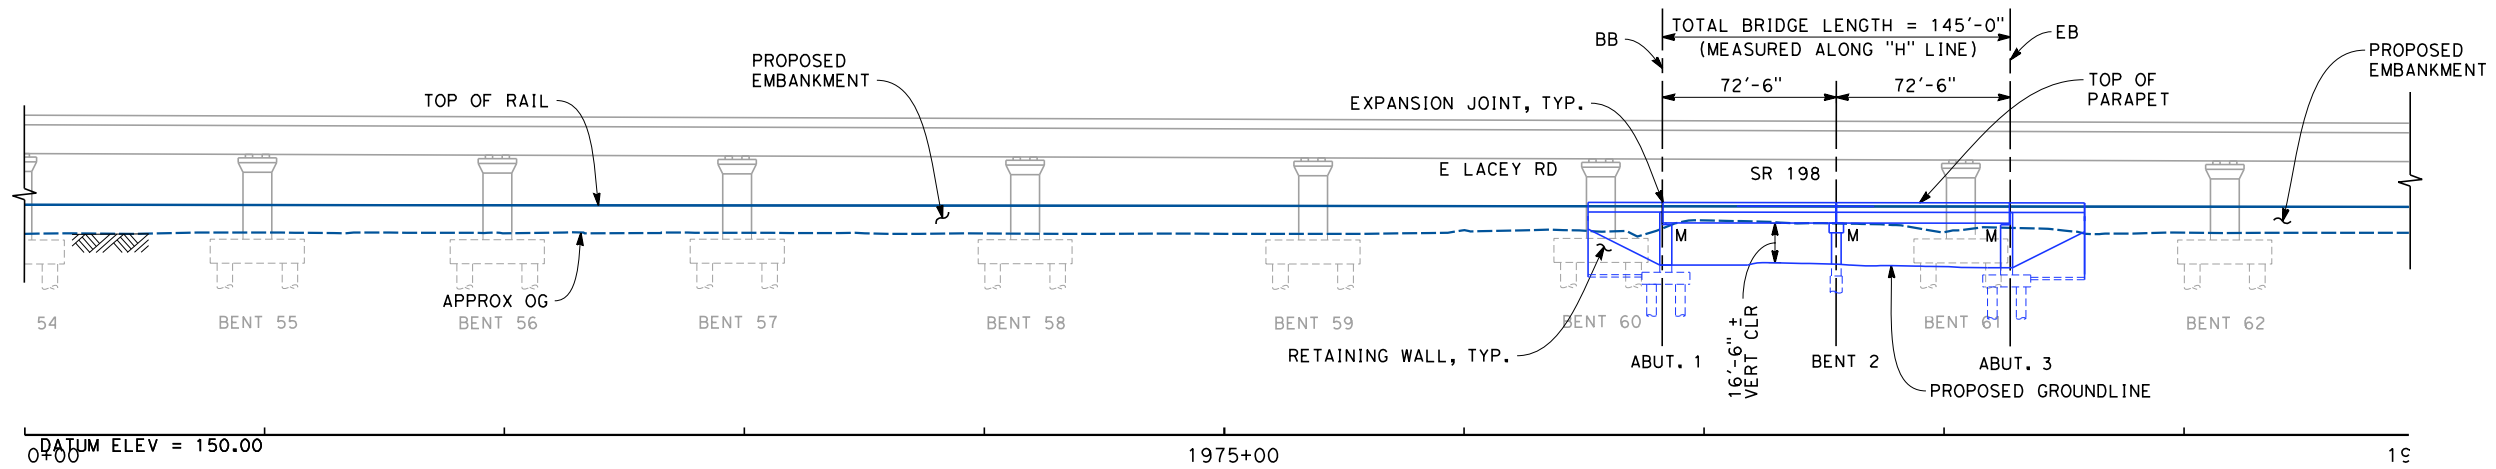 TOTAL BRIDGE LENGTH = 145'-0"
(MEASURED ALONG "H" LINE)
BB
EB
72'-6"
72'-6"
PROPOSED
EMBANKMENT
PROPOSED
EMBANKMENT
TOP OF RAIL
EXPANSION JOINT, TYP.
TOP OF
PARAPET
E LACEY RD
SR 198
M
M
M
APPROX OG
54
BENT 55
BENT 56
BENT 57
BENT 58
BENT 59
BENT 60
BENT 61
BENT 62
16'-6" ±
VERT CLR
RETAINING WALL, TYP.
ABUT. 1
BENT 2
ABUT. 3
PROPOSED GROUNDLINE
DATUM ELEV = 150.00
0+00
1975+00
19